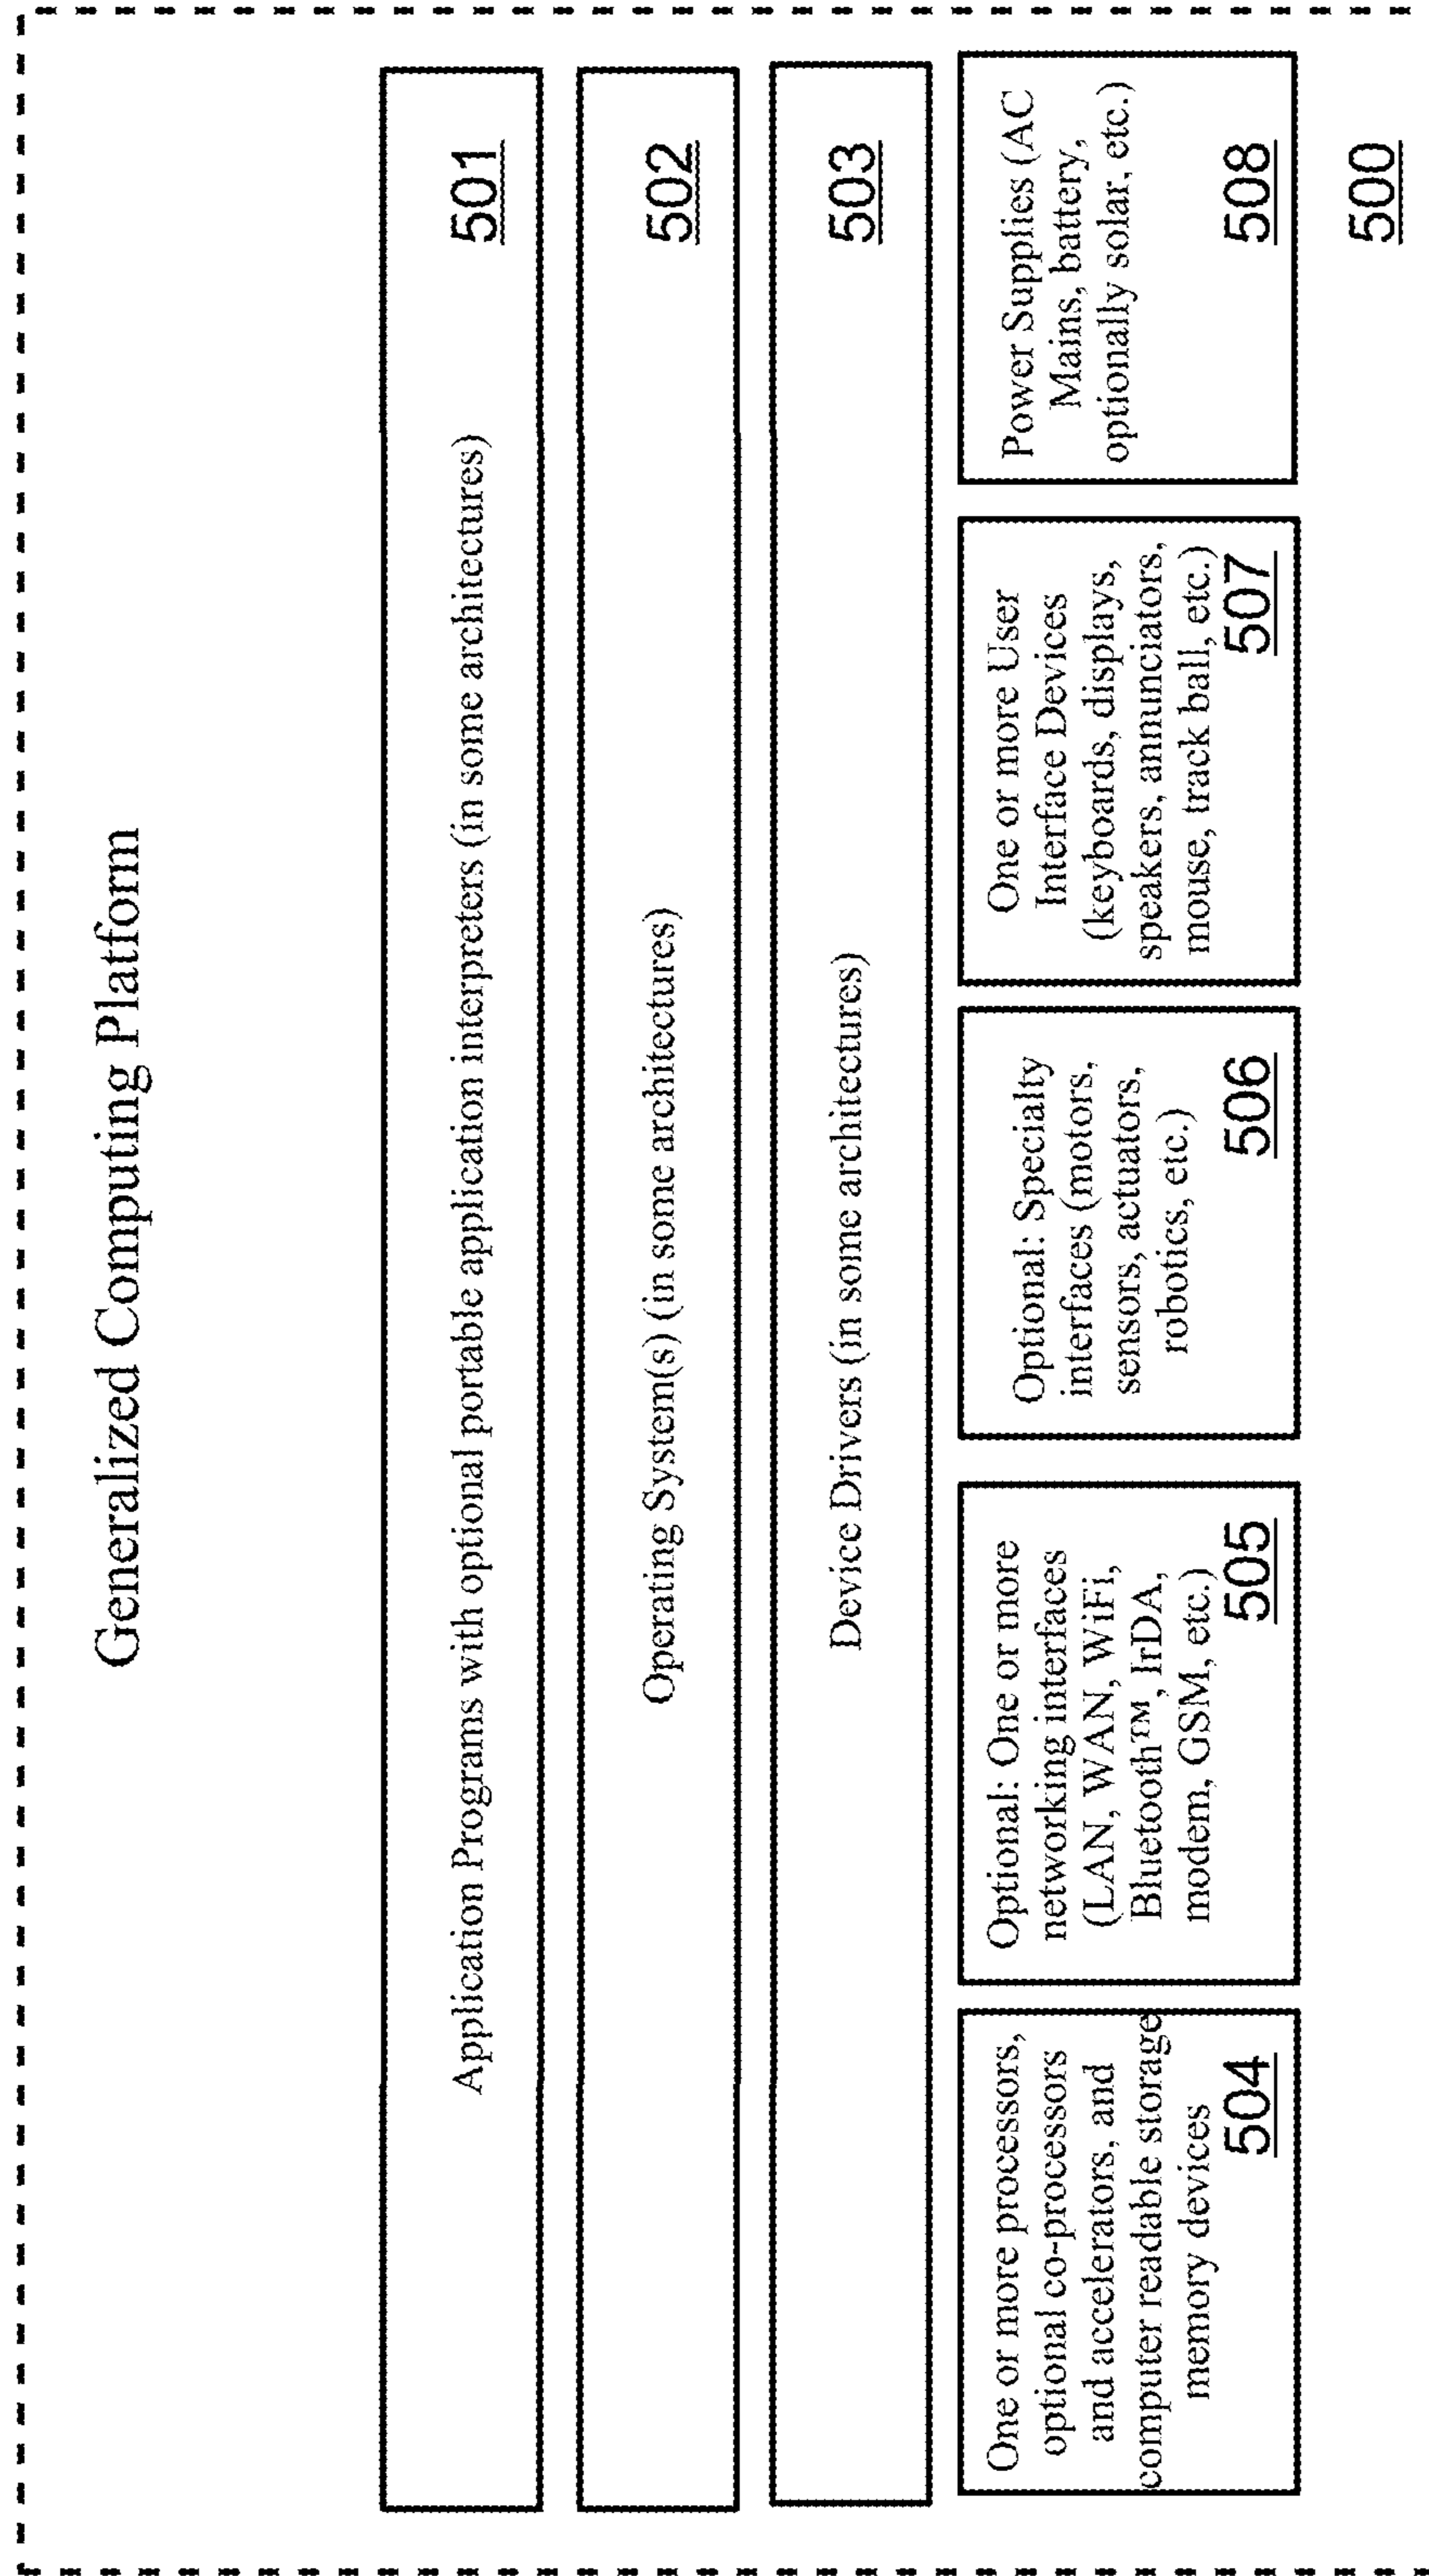 Generalized Computing Platform
Application Programs with optional portable application interpreters (in some architectures)
501
Operating System(s) (in some architectures)
502
Device Drivers (in some architectures)
503
One or more processors,
optional co-processors
and accelerators, and
computer readable storage
memory devices
504
Optional: One or more
networking interfaces
(LAN, WAN, WiFi,
Bluetooth™, IrDA,
modem, GSM, etc.)
505
Optional: Specialty
interfaces (motors,
sensors, actuators,
robotics, etc.)
506
One or more User
Interface Devices
(keyboards, displays,
speakers, annunciators,
mouse, track ball, etc.)
507
Power Supplies (AC
Mains, battery,
optionally solar, etc.)
508
500